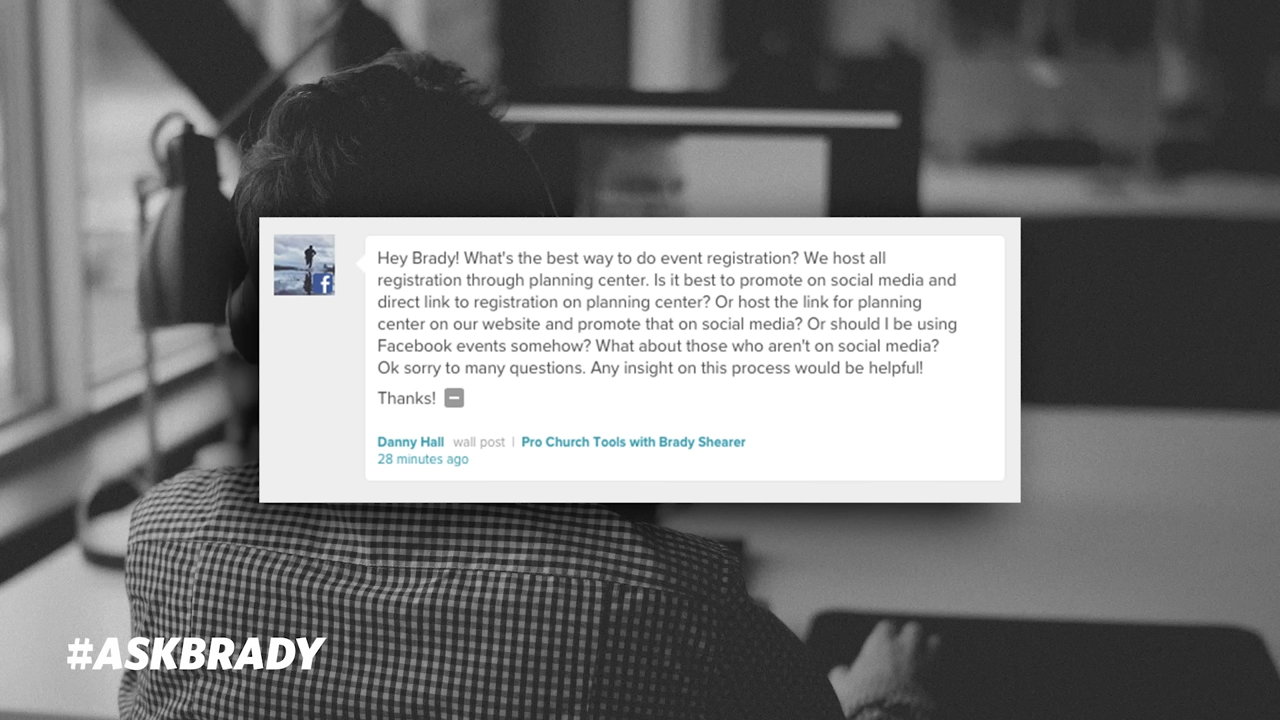 Hey Brady! What's the best way to do event registration? We host all
registration through planning center. Is it best to promote on social media and
direct link to registration on planning center? Or host the link for planning
center on our website and promote that on social media? Or should I be using
Facebook events somehow? What about those who aren't on social media?
Ok sorry to many questions. Any insight on this process would be helpful!
Thanks!
Danny Hall wall post | Pro Church Tools with Brady Shearer
28 minutes ago
#ASKBRADY